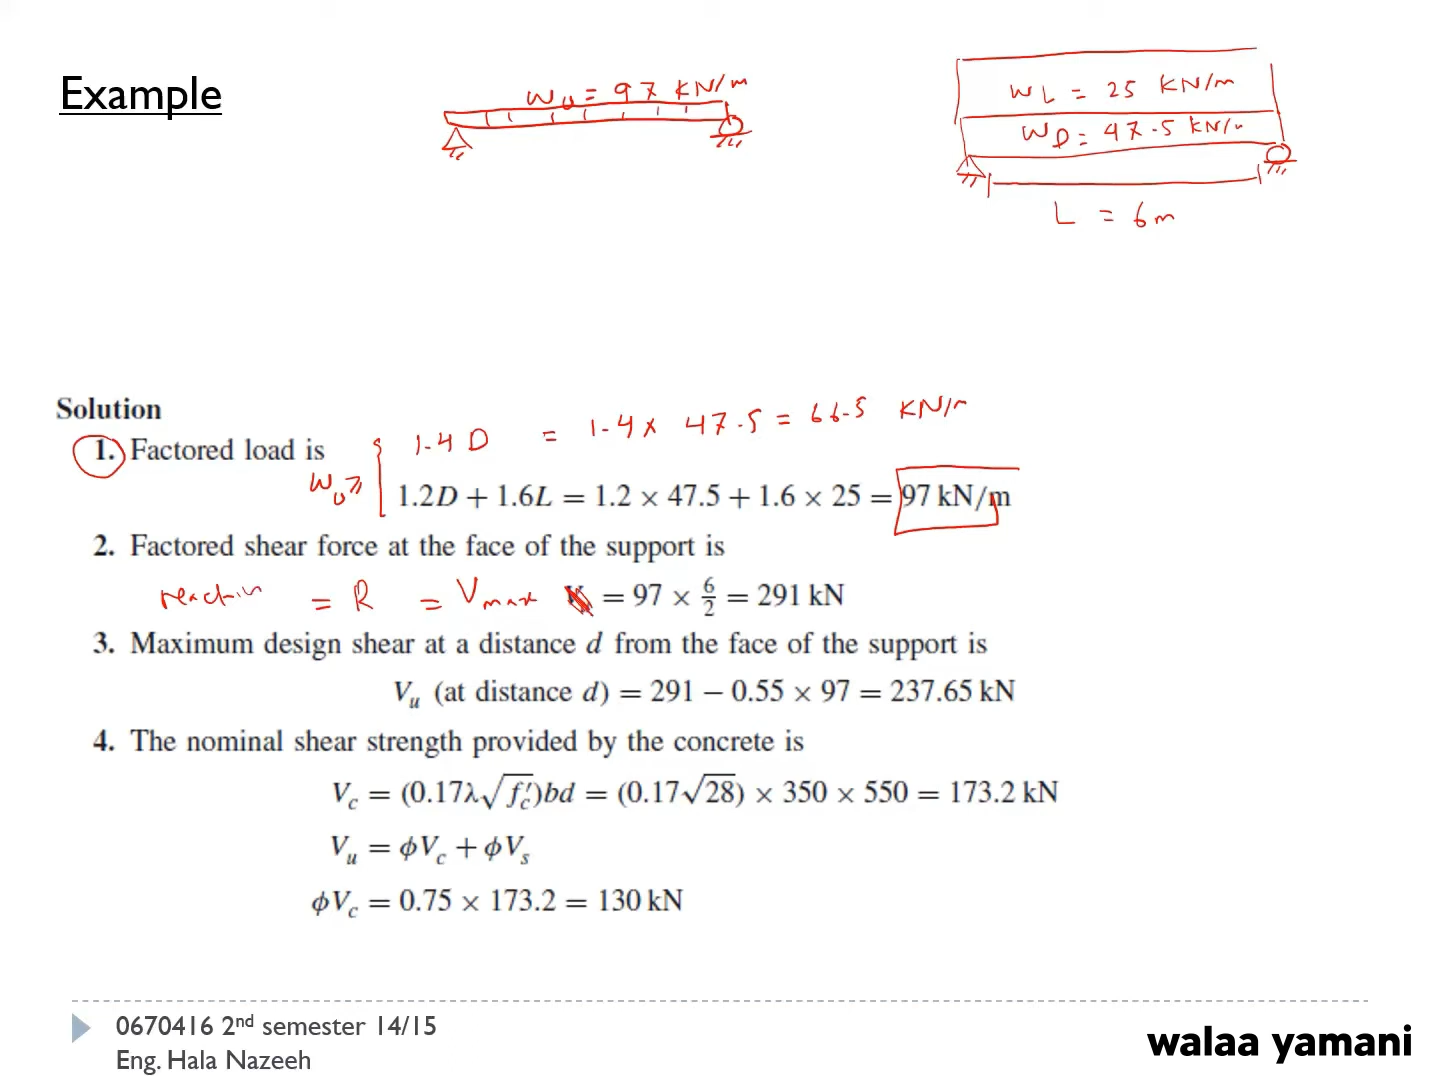 Example
Wu = 97 KN/m
WL = 25 KN/m
WD = 47.5 KN/m
L = 6m
Solution
1. Factored load is
1.4 D = 1.4 x 47.5 = 66.5 KN/m
Wu ≥ { 1.2D + 1.6L = 1.2 × 47.5 + 1.6 × 25 = 97 kN/m
2. Factored shear force at the face of the support is
reaction = R = Vmax = 97 × 6/2 = 291 kN
3. Maximum design shear at a distance d from the face of the support is
Vu (at distance d) = 291 − 0.55 × 97 = 237.65 kN
4. The nominal shear strength provided by the concrete is
Vc = (0.17λ√f′c)bd = (0.17√28) × 350 × 550 = 173.2 kN
Vu = ϕVc + ϕVs
ϕVc = 0.75 × 173.2 = 130 kN
0670416 2nd semester 14/15
Eng. Hala Nazeeh
walaa yamani